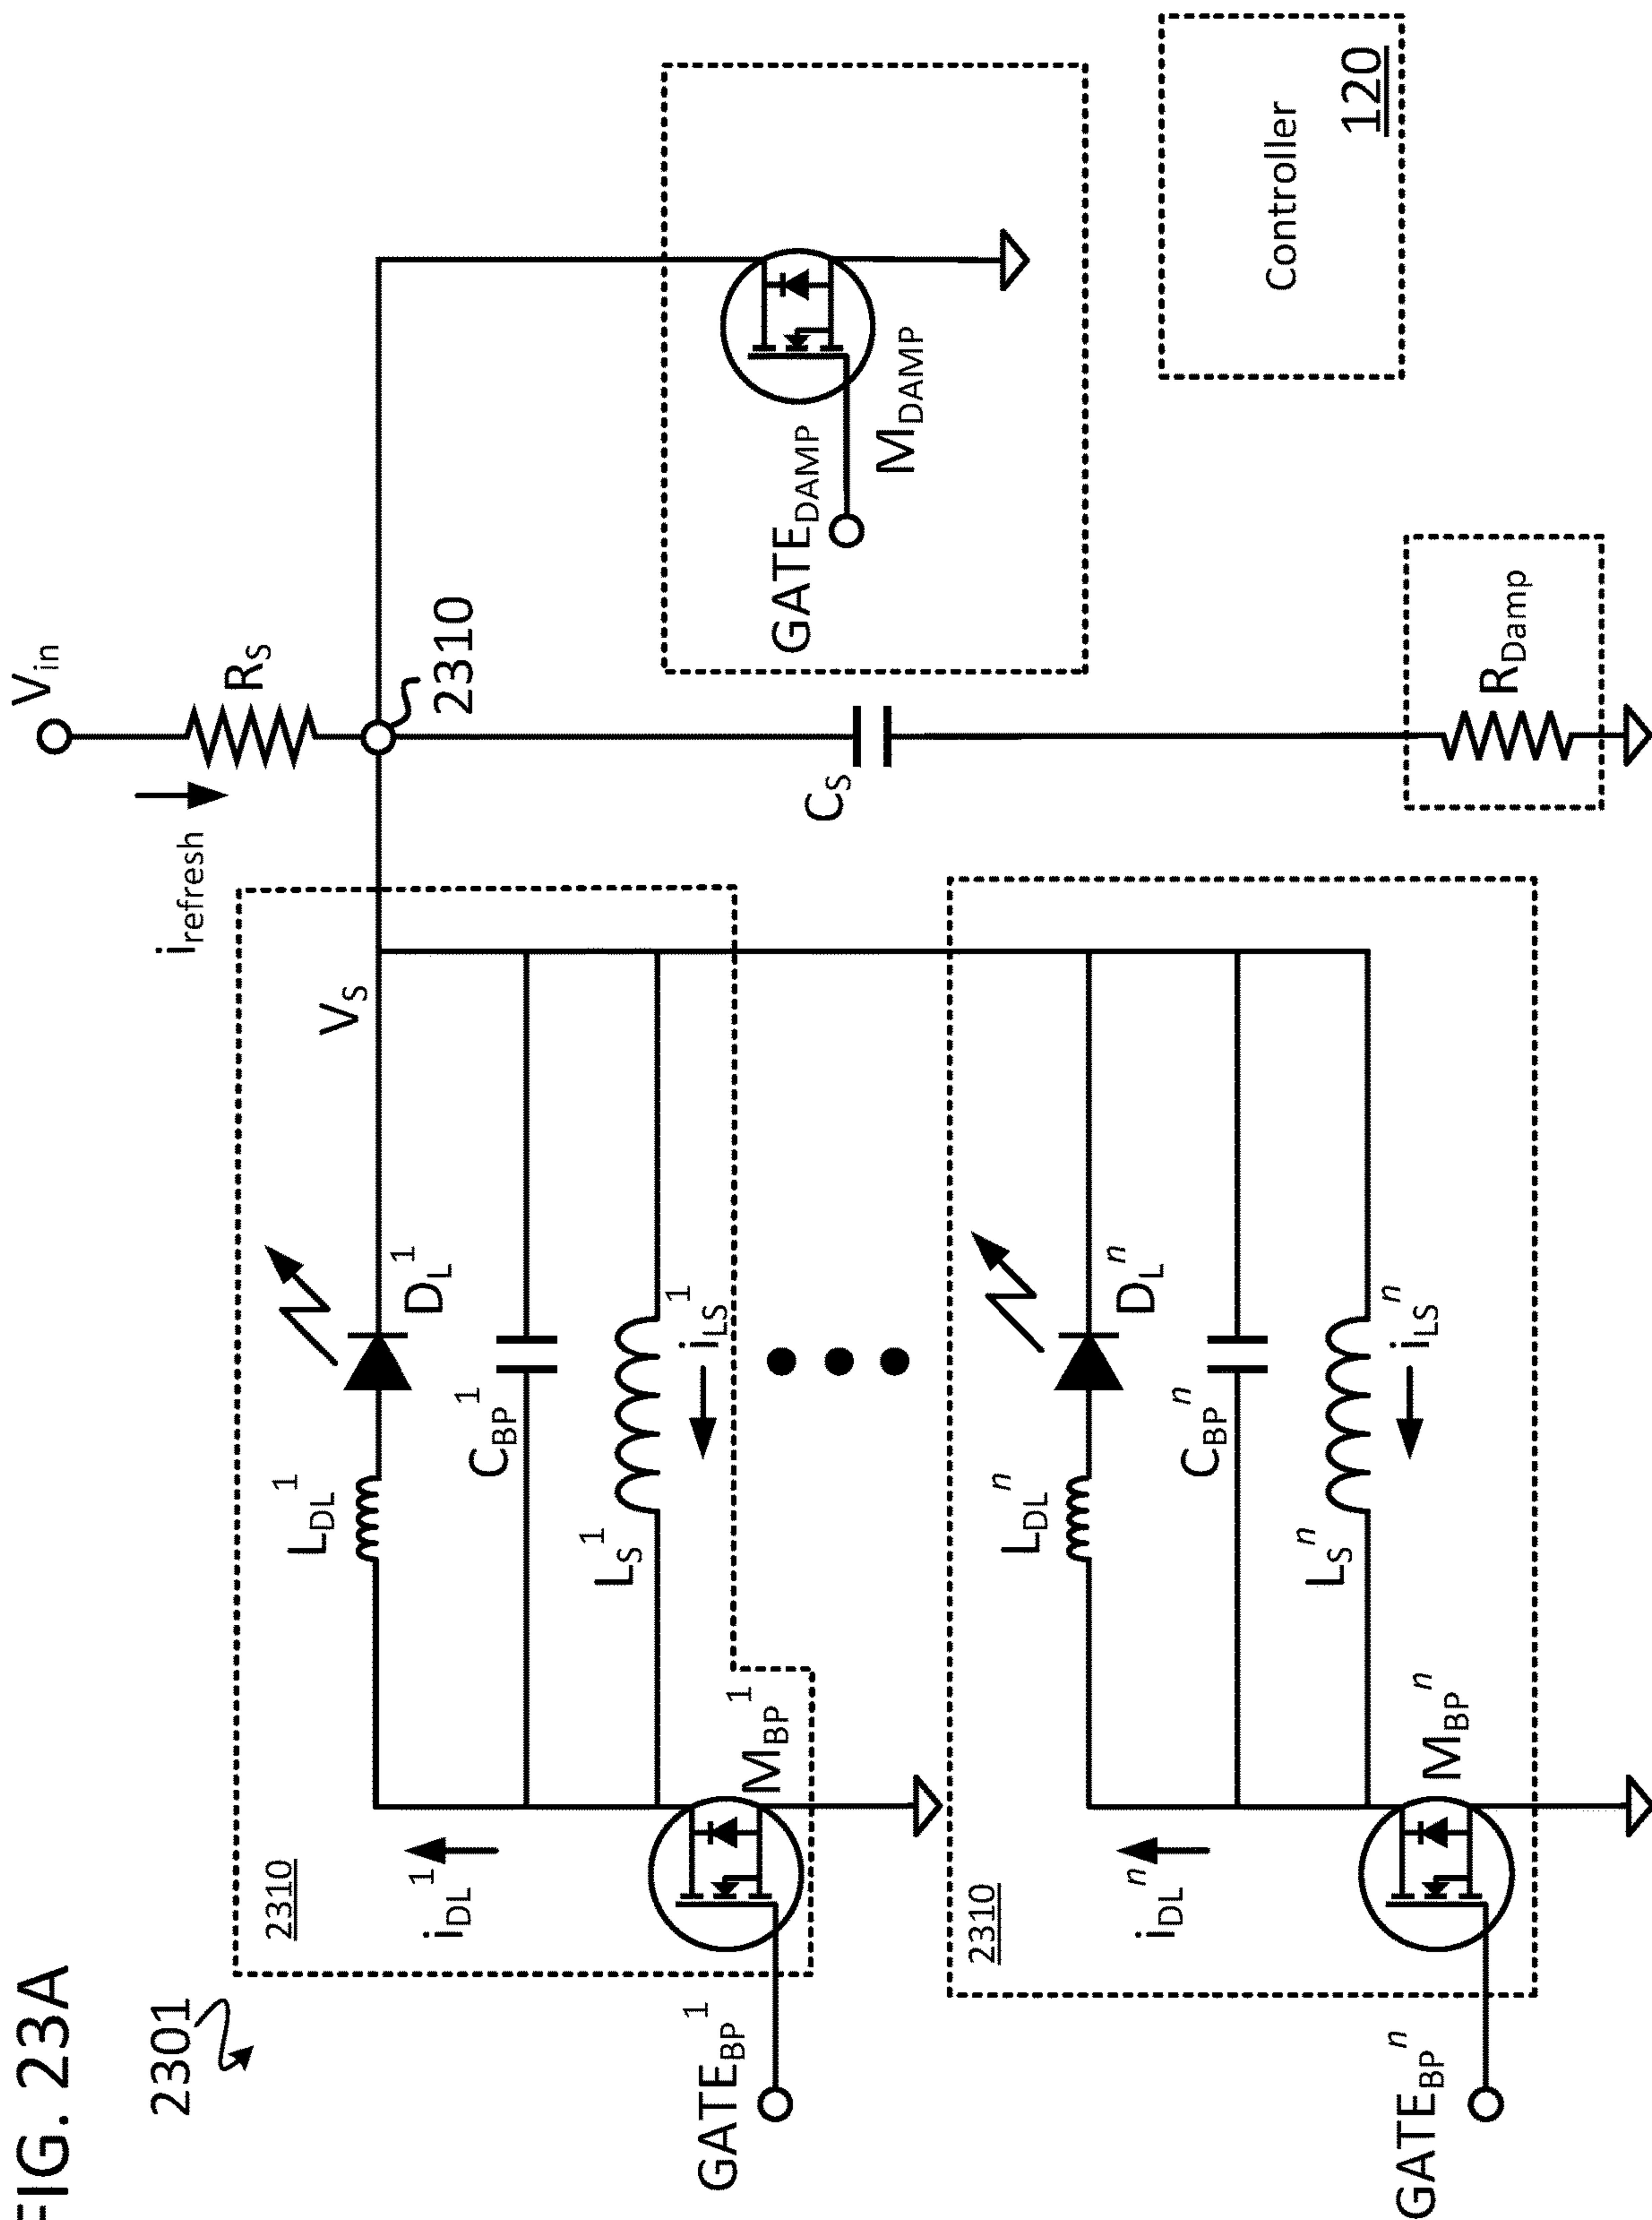 FIG. 23A
2301
V_in
R_S
i_refresh
2310
V_S
2310
L_DL^1
D_L^1
C_BP^1
i_DL^1
L_S^1
i_LS^1
M_BP^1
GATE_BP^1
C_S
GATE_DAMP
M_DAMP
2310
L_DL^n
D_L^n
C_BP^n
i_DL^n
L_S^n
i_LS^n
M_BP^n
GATE_BP^n
R_Damp
Controller
120